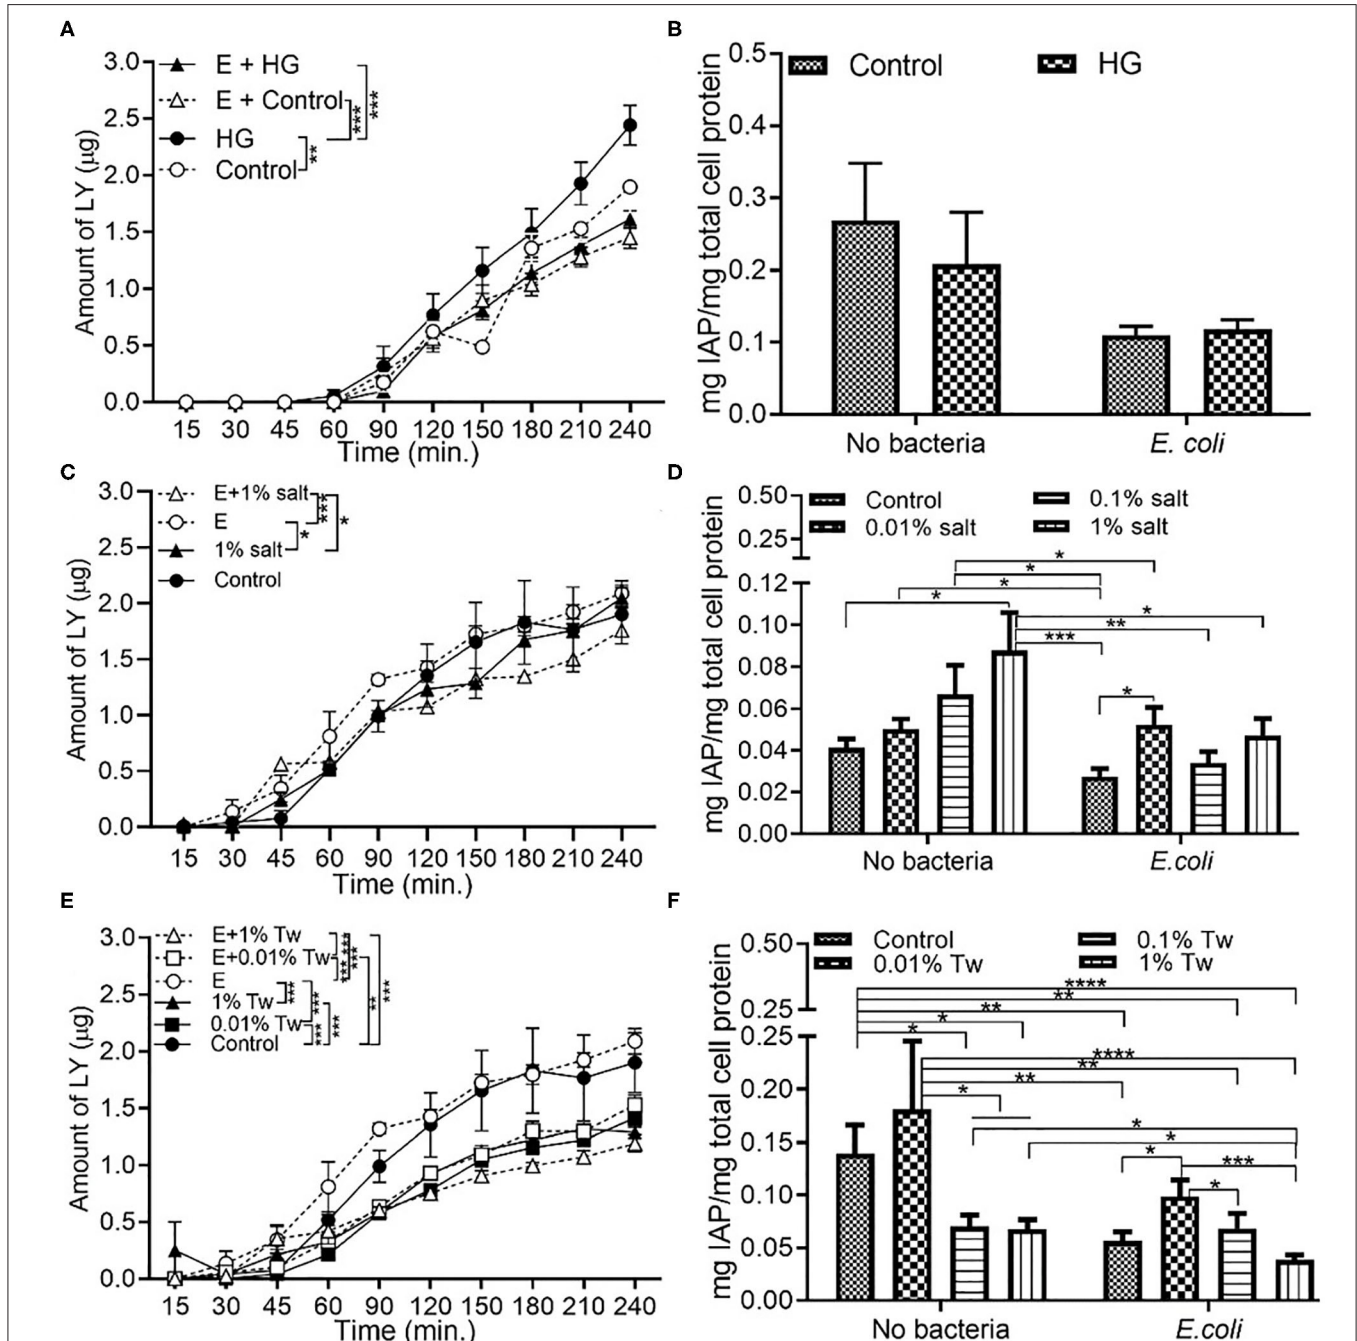 A
3.0
2.5
2.0
1.5
1.0
0.5
0.0
Amount of LY (µg)
E + HG
E + Control
HG
Control
***
***
**
15 30 45 60 90 120 150 180 210 240
Time (min.)
B
0.5
0.4
0.3
0.2
0.1
0.0
mg IAP/mg total cell protein
Control HG
No bacteria E. coli
C
3.0
2.5
2.0
1.5
1.0
0.5
0.0
Amount of LY (µg)
E+1% salt
E
1% salt
Control
***
*
*
15 30 45 60 90 120 150 180 210 240
Time (min.)
D
0.50
0.25
0.12
0.10
0.08
0.06
0.04
0.02
0.00
mg IAP/mg total cell protein
Control 0.1% salt
0.01% salt 1% salt
*
*
*
*
*
**
***
*
No bacteria E.coli
E
3.0
2.5
2.0
1.5
1.0
0.5
0.0
Amount of LY (µg)
E+1% Tw
E+0.01% Tw
E
1% Tw
0.01% Tw
Control
***
***
***
***
***
***
***
**
***
15 30 45 60 90 120 150 180 210 240
Time (min.)
F
0.50
0.25
0.25
0.20
0.15
0.10
0.05
0.00
mg IAP/mg total cell protein
Control 0.1% Tw
0.01% Tw 1% Tw
****
**
**
*
*
****
**
**
*
*
*
*
***
*
No bacteria E.coli